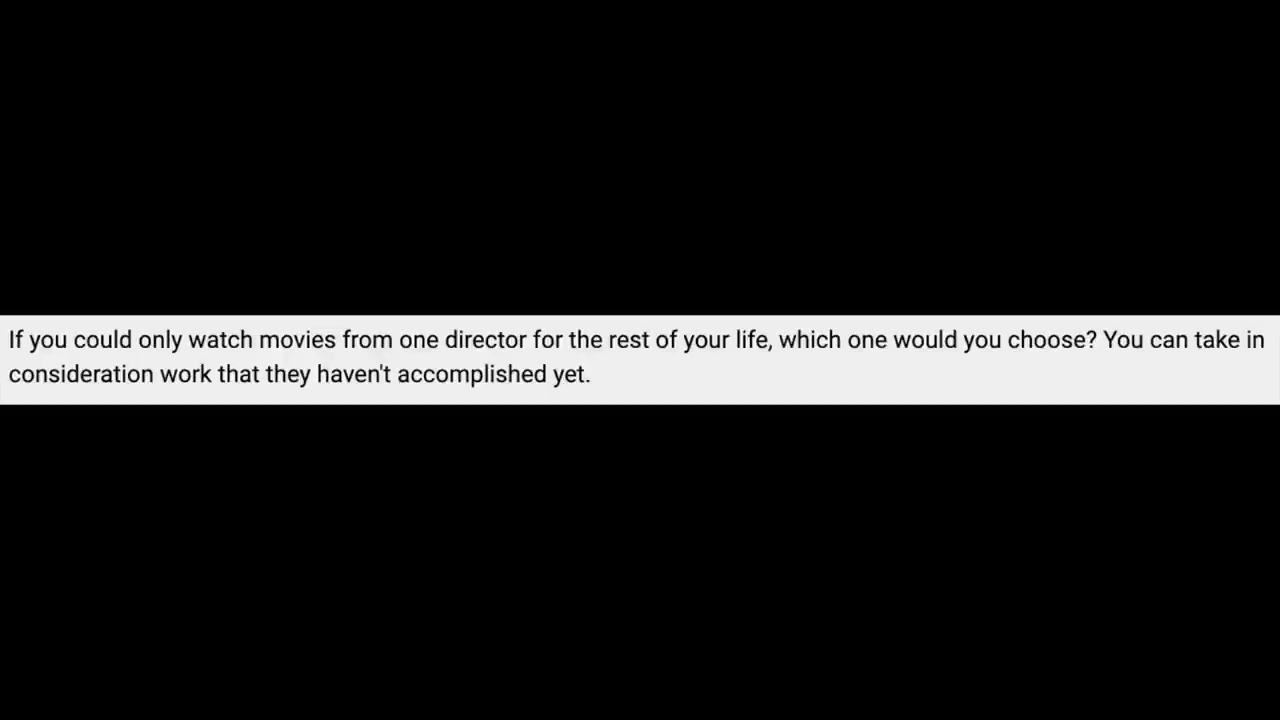 If you could only watch movies from one director for the rest of your life, which one would you choose? You can take in
consideration work that they haven't accomplished yet.